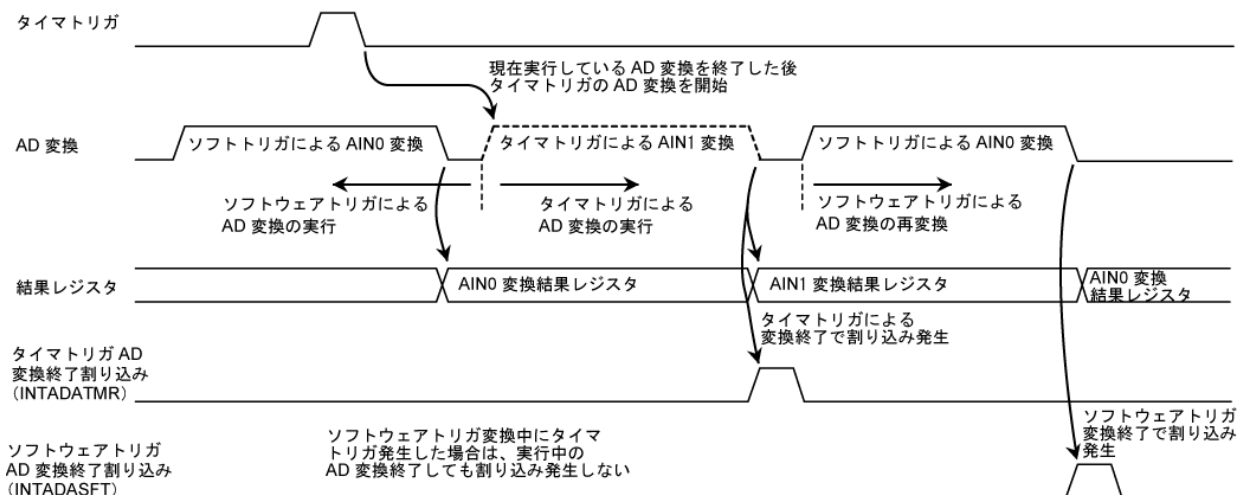 タイマトリガ
現在実行している AD 変換を終了した後
タイマトリガの AD 変換を開始
AD 変換
ソフトトリガによる AIN0 変換
タイマトリガによる AIN1 変換
ソフトトリガによる AIN0 変換
ソフトウェアトリガによる
AD 変換の実行
タイマトリガによる
AD 変換の実行
ソフトウェアトリガによる
AD 変換の再変換
結果レジスタ
AIN0 変換結果レジスタ
AIN1 変換結果レジスタ
AIN0 変換
結果レジスタ
タイマトリガによる
変換終了で割り込み発生
タイマトリガ AD
変換終了割り込み
(INTADATMR)
ソフトウェアトリガ
変換終了で割り込み
発生
ソフトウェアトリガ変換中にタイマ
トリガ発生した場合は、実行中の
AD 変換終了しても割り込み発生しない
ソフトウェアトリガ
AD 変換終了割り込み
(INTADASFT)